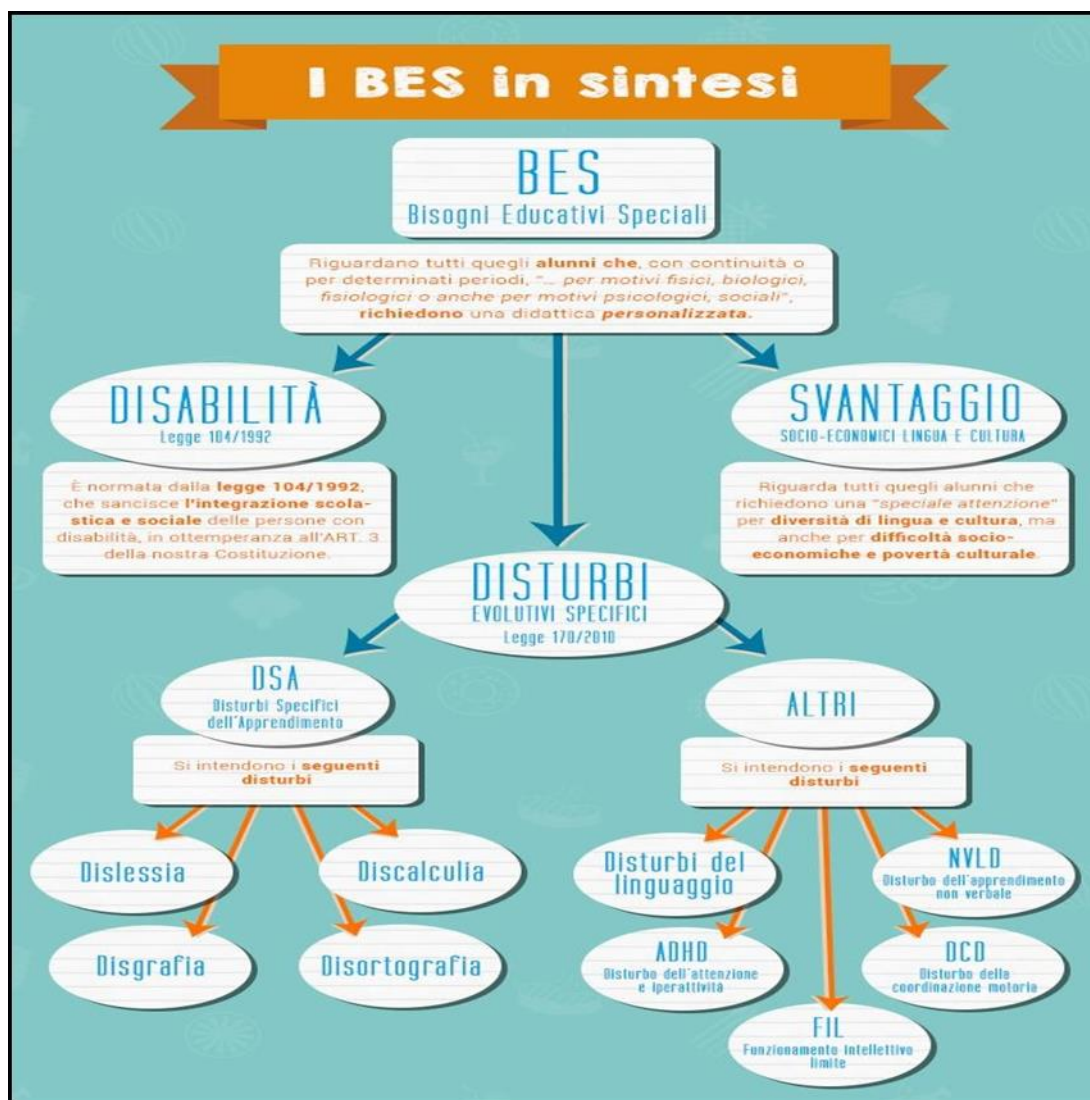 I BES in sintesi
BES
Bisogni Educativi Speciali
Riguardano tutti quegli alunni che, con continuità o
per determinati periodi, "... per motivi fisici, biologici,
fisiologici o anche per motivi psicologici, sociali",
richiedono una didattica personalizzata.
DISABILITÀ
Legge 104/1992
È normata dalla legge 104/1992,
che sancisce l'integrazione scola-
stica e sociale delle persone con
disabilità, in ottemperanza all'ART. 3
della nostra Costituzione.
SVANTAGGIO
SOCIO-ECONOMICI LINGUA E CULTURA
Riguarda tutti quegli alunni che
richiedono una "speciale attenzione"
per diversità di lingua e cultura, ma
anche per difficoltà socio-
economiche e povertà culturale.
DISTURBI
EVOLUTIVI SPECIFICI
Legge 170/2010
DSA
Disturbi Specifici
dell'Apprendimento
Si intendono i seguenti
disturbi
Dislessia
Discalculia
Disgrafia
Disortografia
ALTRI
Si intendono i seguenti
disturbi
Disturbi del
linguaggio
NVLD
Disturbo dell'apprendimento
non verbale
ADHD
Disturbo dell'attenzione
e iperattività
DCD
Disturbo della
coordinazione motoria
FIL
Funzionamento intellettivo
limite